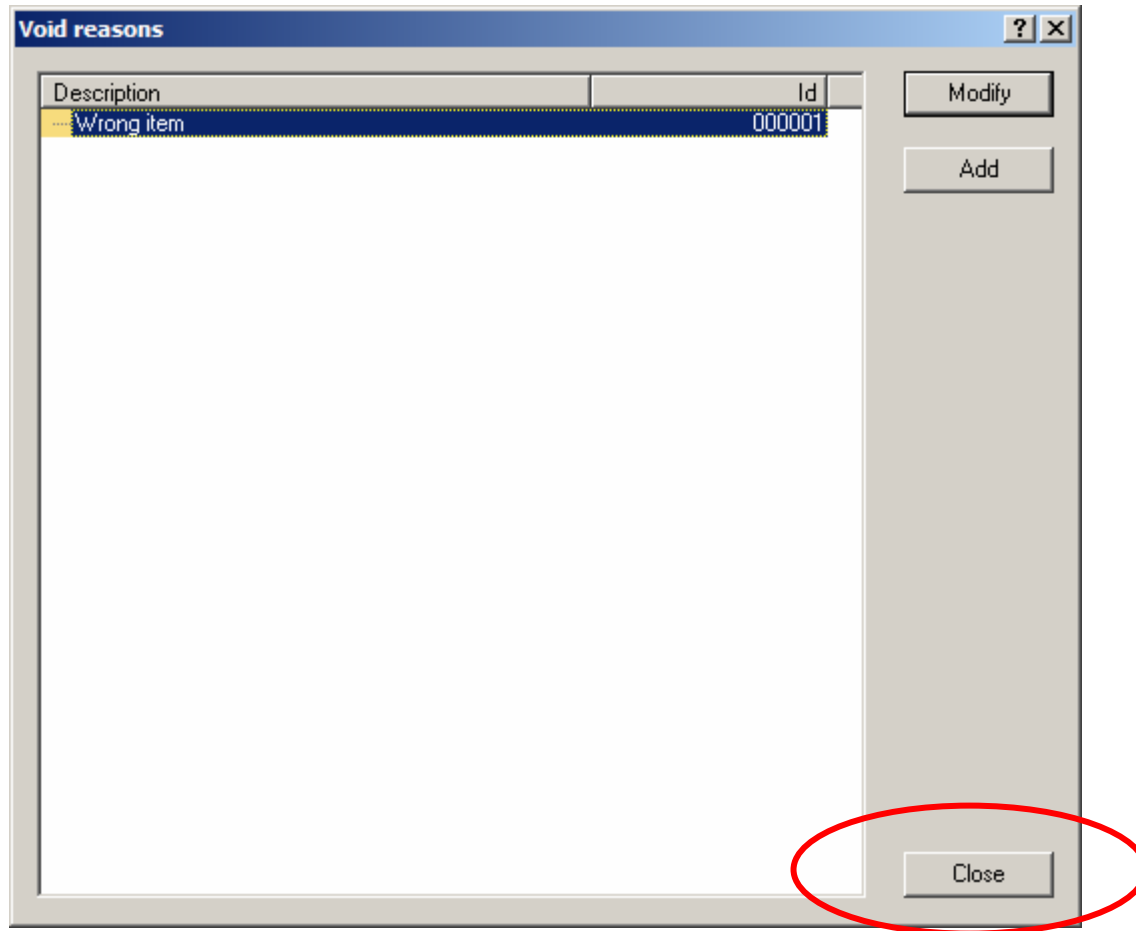 Void reasons
Description Id
Wrong item 000001
Modify
Add
Close